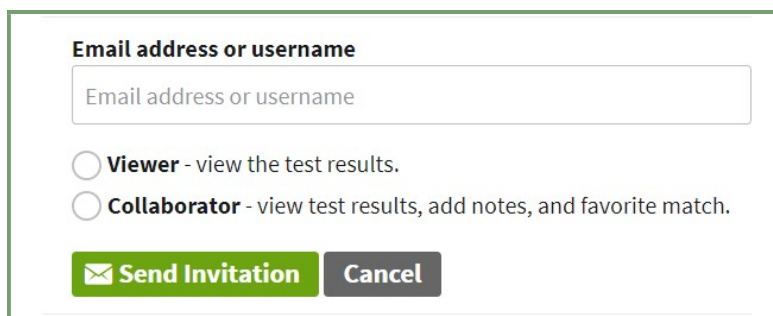 Email address or username
Email address or username
Viewer - view the test results.
Collaborator - view test results, add notes, and favorite match.
Send Invitation Cancel